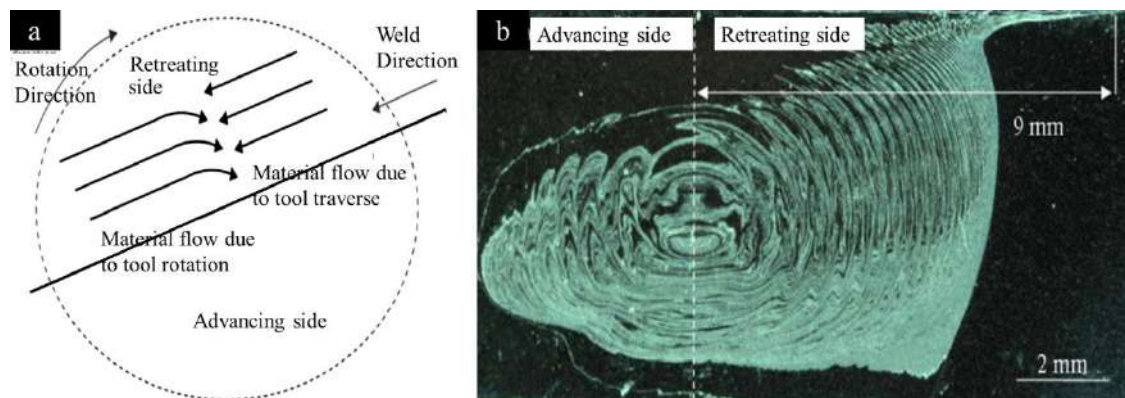 a
Rotation
Direction
Retreating
side
Weld
Direction
Material flow due
to tool traverse
Material flow due
to tool rotation
Advancing side
b
Advancing side
Retreating side
9 mm
2 mm